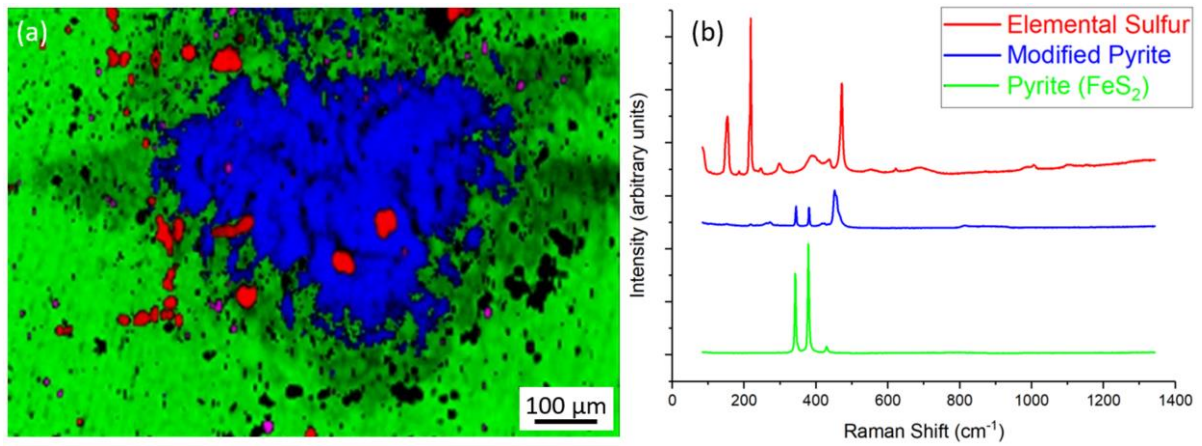 (a)
100 µm
(b)
Elemental Sulfur
Modified Pyrite
Pyrite (FeS₂)
Intensity (arbitrary units)
0 200 400 600 800 1000 1200 1400
Raman Shift (cm⁻¹)